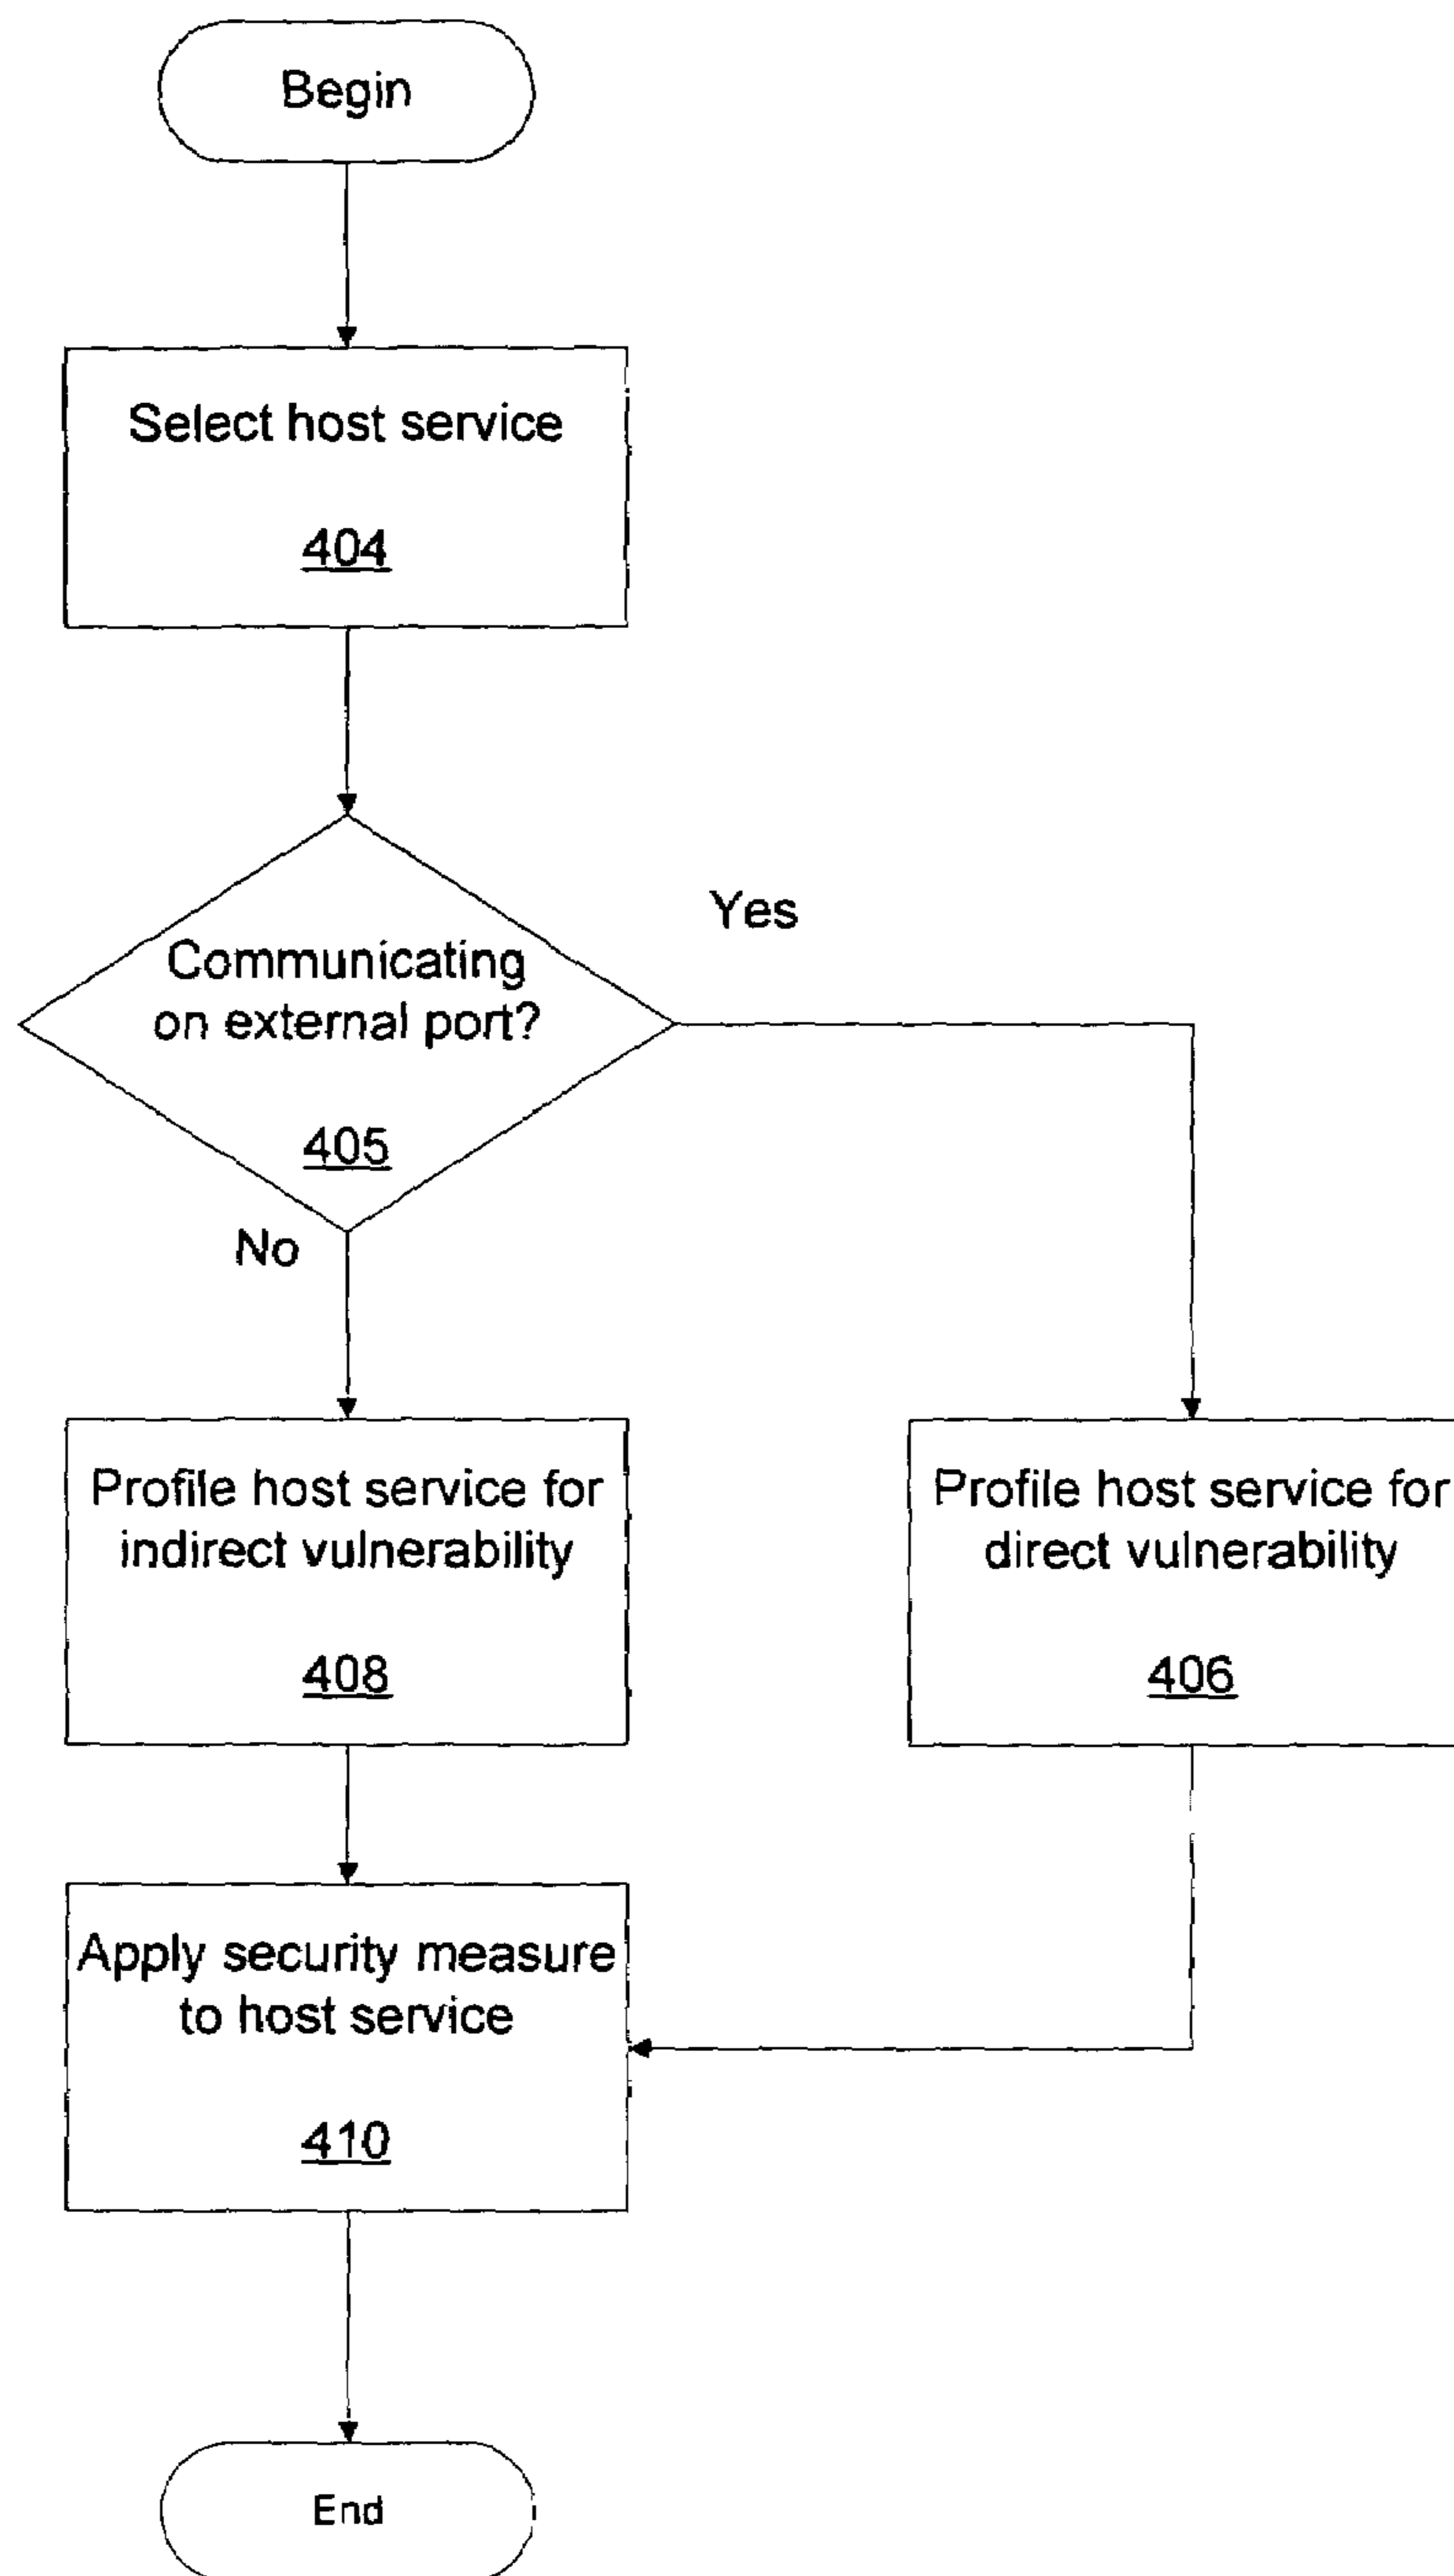 Begin
Select host service
404
Communicating
on external port?
405
Yes
No
Profile host service for
indirect vulnerability
408
Profile host service for
direct vulnerability
406
Apply security measure
to host service
410
End